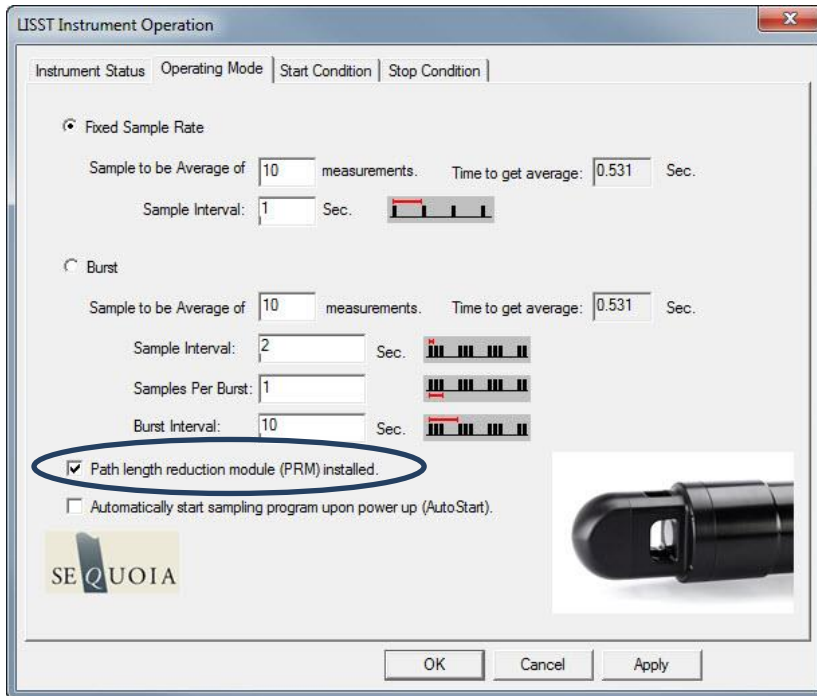 LISST Instrument Operation
x
Instrument Status Operating Mode Start Condition Stop Condition
Fixed Sample Rate
Sample to be Average of 10 measurements. Time to get average: 0.531 Sec.
Sample Interval: 1 Sec.
Burst
Sample to be Average of 10 measurements. Time to get average: 0.531 Sec.
Sample Interval: 2 Sec.
Samples Per Burst: 1
Burst Interval: 10 Sec.
Path length reduction module (PRM) installed.
Automatically start sampling program upon power up (AutoStart).
SEQUOIA
OK Cancel Apply